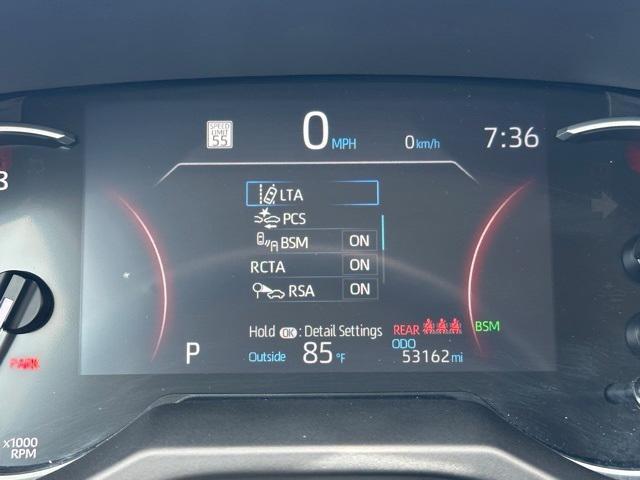 SPEED LIMIT 55
0 MPH
0 km/h
7:36
3
LTA
PCS
BSM ON
RCTA ON
RSA ON
Hold OK : Detail Settings
REAR
BSM
P
Outside 85 °F
ODO
53162 mi
PARK
x1000
RPM